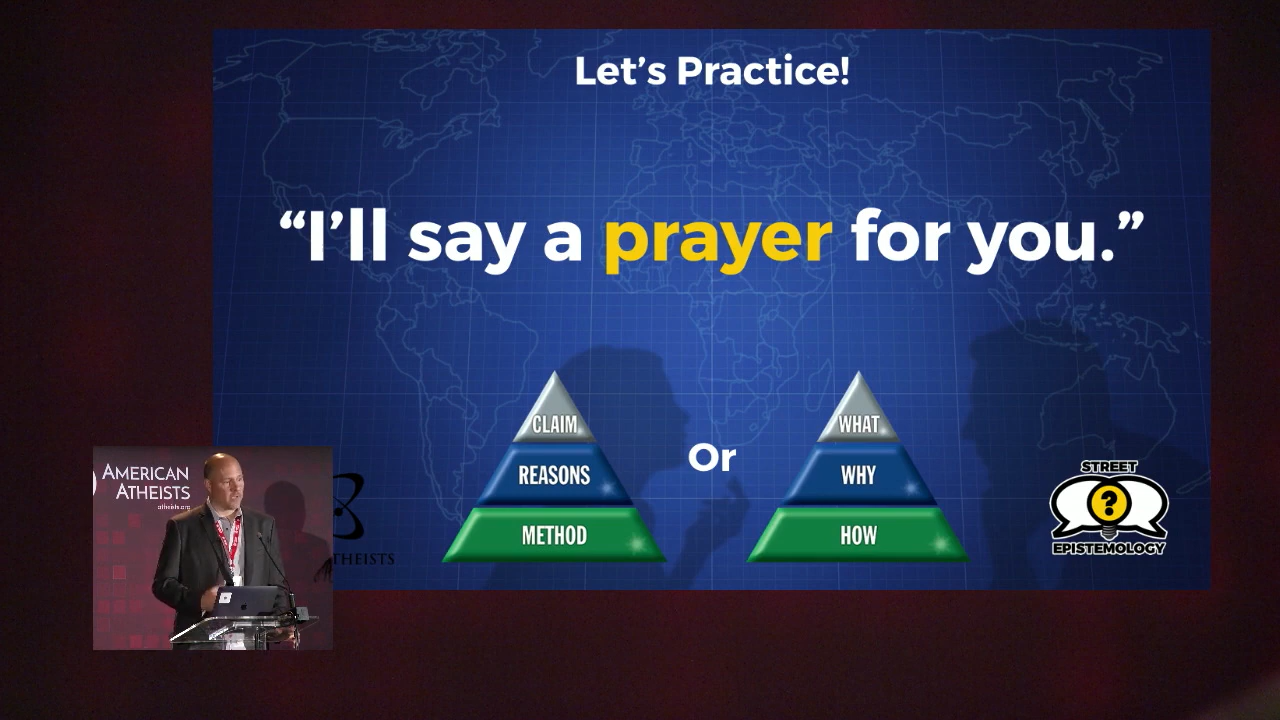 Let's Practice!
“I’ll say a prayer for you.”
CLAIM
REASONS
METHOD
Or
WHAT
WHY
HOW
STREET
EPISTEMOLOGY
AMERICAN
ATHEISTS
atheists.org
THEISTS